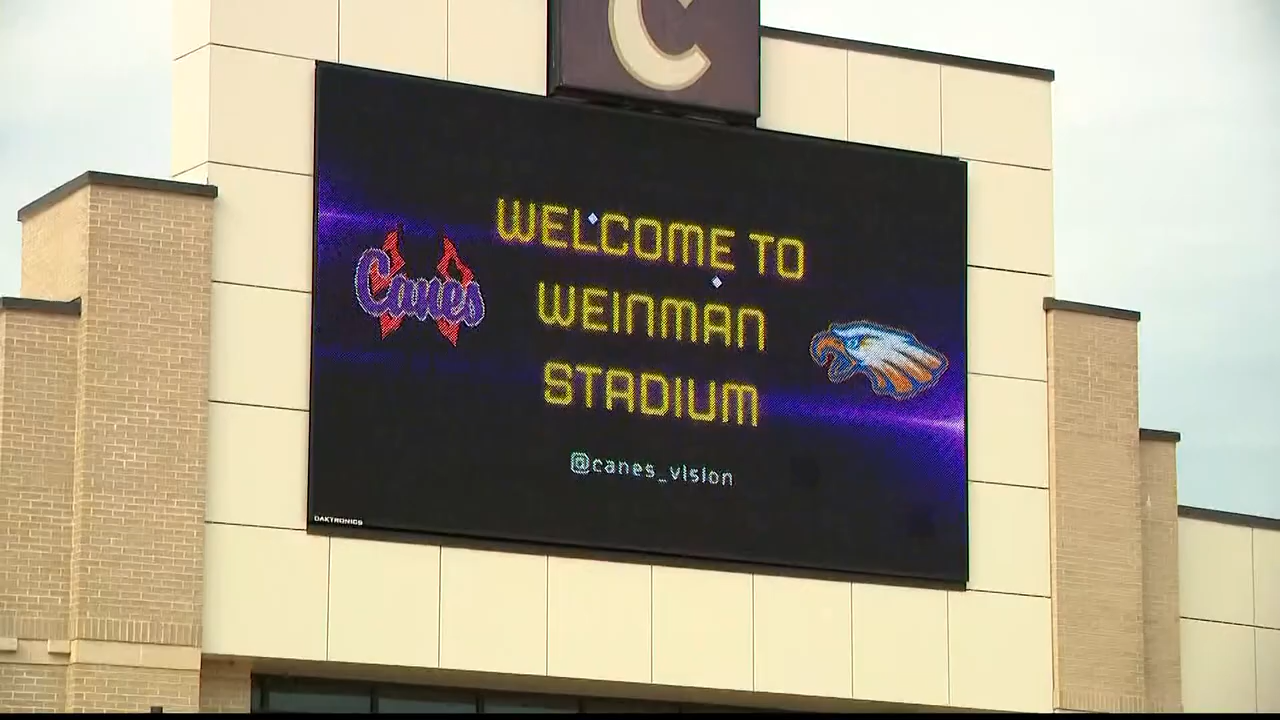 C
WELCOME TO
Canes
WEINMAN
STADIUM
@canes_vision
DAKTRONICS